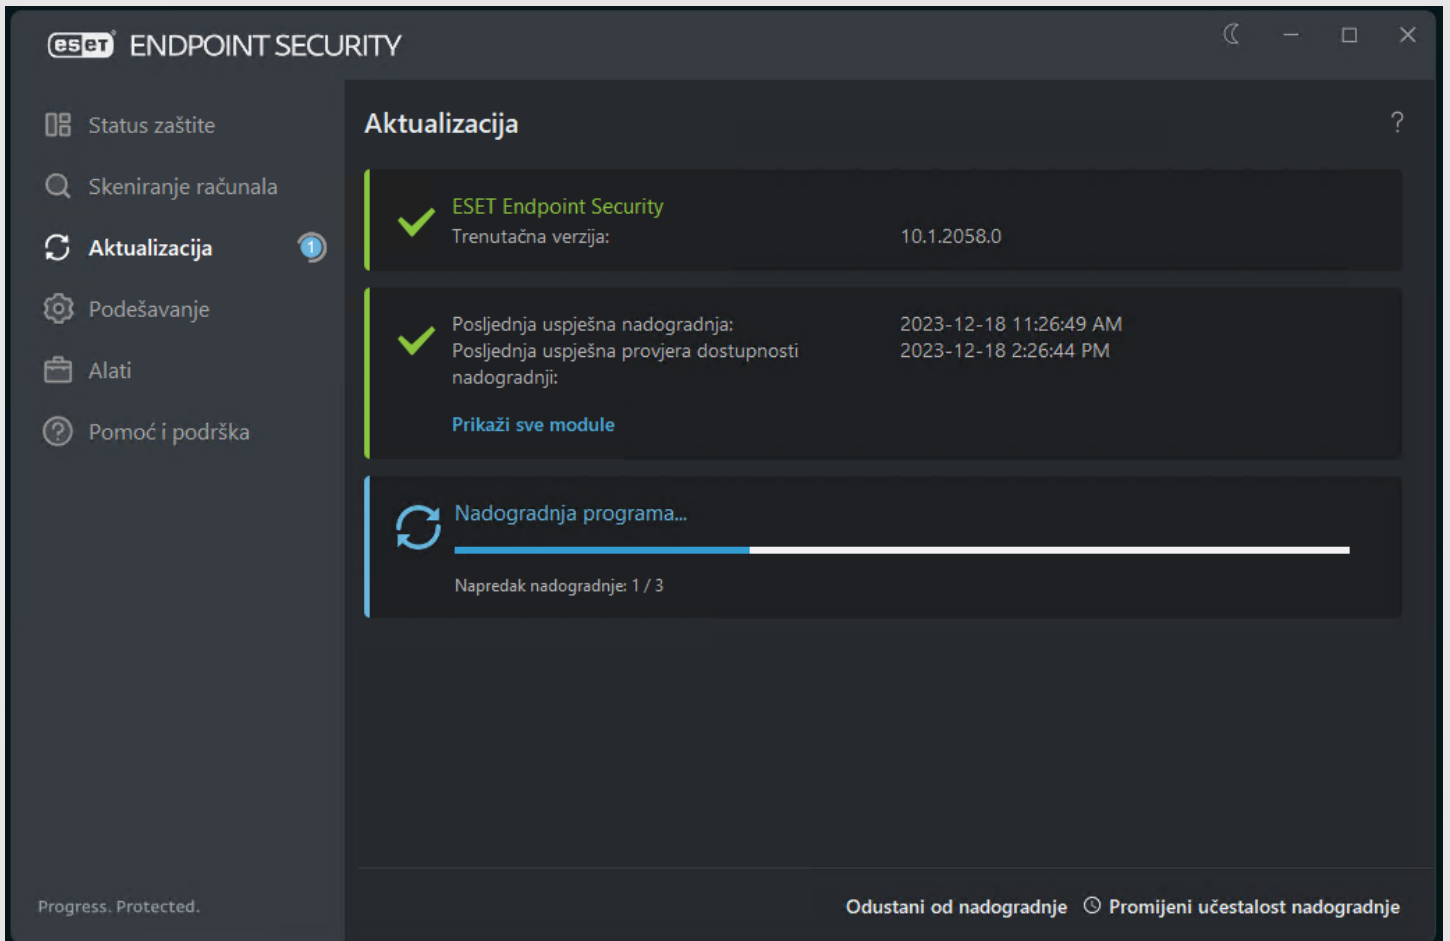 eset ENDPOINT SECURITY
Status zaštite
Skeniranje računala
Aktualizacija
1
Podešavanje
Alati
Pomoć i podrška
Progress. Protected.
Aktualizacija
?
ESET Endpoint Security
Trenutačna verzija: 10.1.2058.0
Posljednja uspješna nadogradnja: 2023-12-18 11:26:49 AM
Posljednja uspješna provjera dostupnosti 2023-12-18 2:26:44 PM
nadogradnji:
Prikaži sve module
Nadogradnja programa...
Napredak nadogradnje: 1 / 3
Odustani od nadogradnje Promijeni učestalost nadogradnje